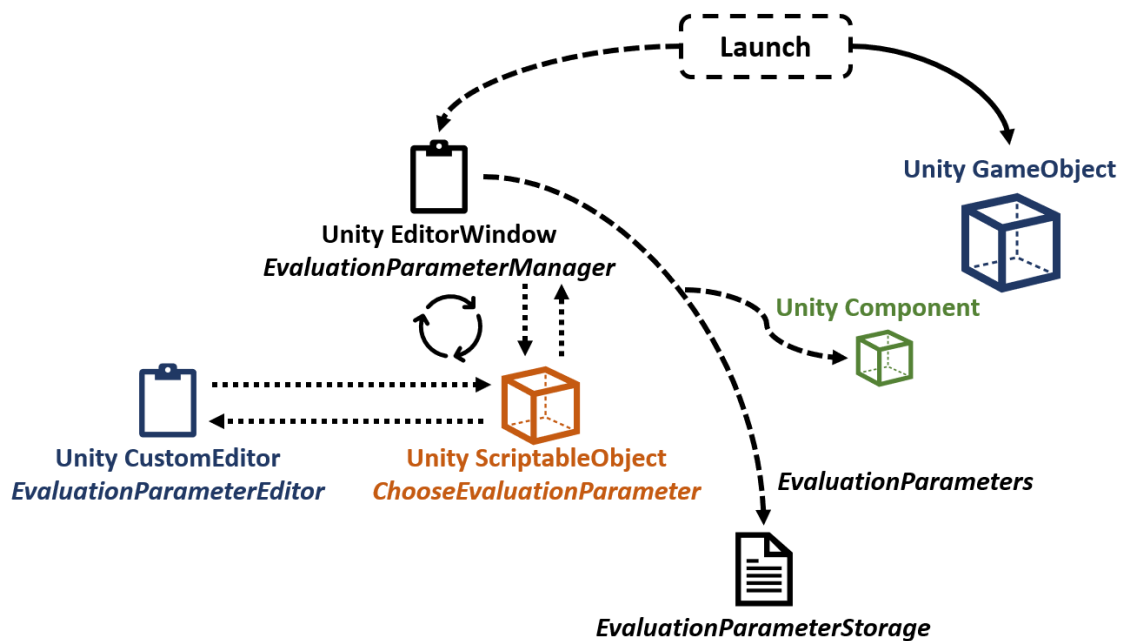 Launch
Unity GameObject
Unity EditorWindow
EvaluationParameterManager
Unity Component
Unity CustomEditor
EvaluationParameterEditor
Unity ScriptableObject
ChooseEvaluationParameter
EvaluationParameters
EvaluationParameterStorage